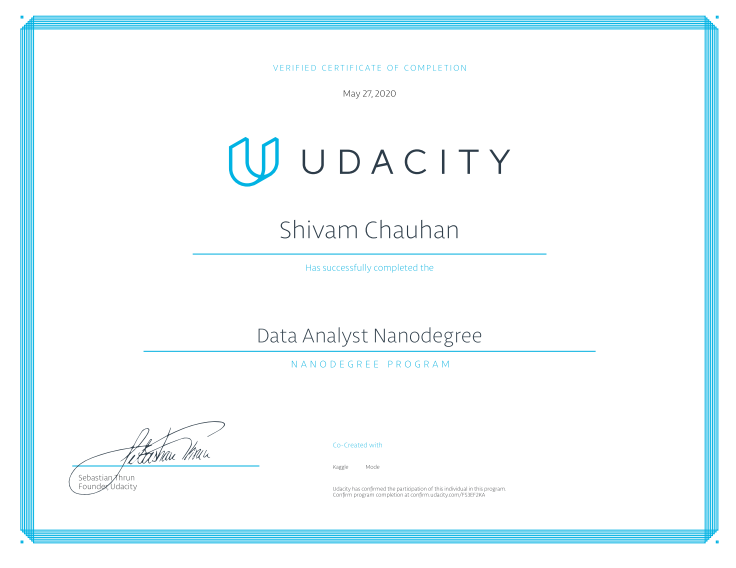 VERIFIED CERTIFICATE OF COMPLETION
May 27, 2020
UDACITY
Shivam Chauhan
Has successfully completed the
Data Analyst Nanodegree
NANODEGREE PROGRAM
Sebastian Thrun
Sebastian Thrun
Founder, Udacity
Co-Created with
Kaggle Mode
Udacity has confirmed the participation of this individual in this program.
Confirm program completion at confirm.udacity.com/